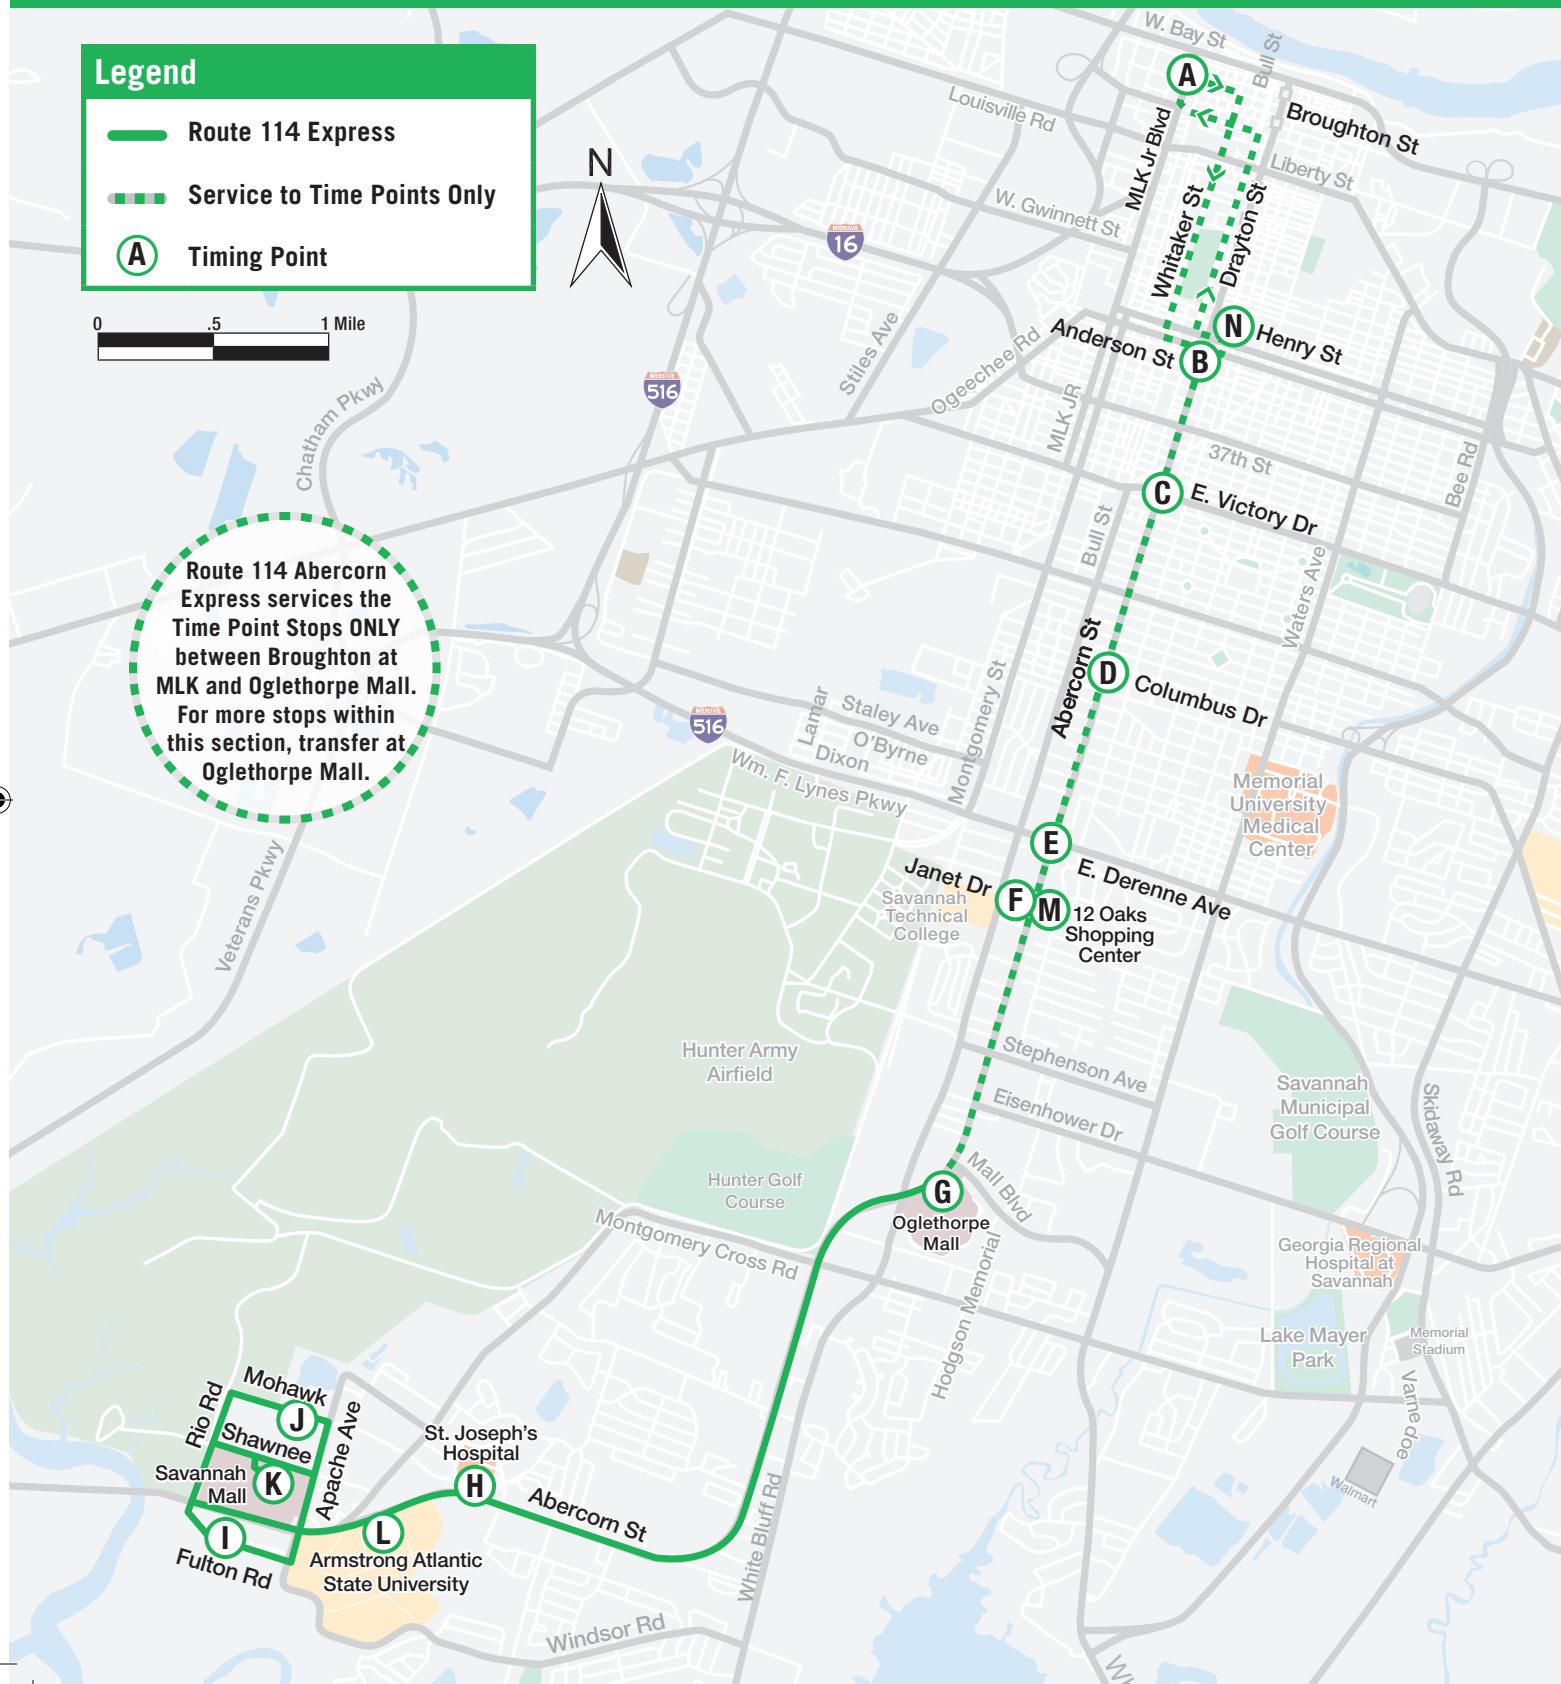 Legend
Route 114 Express
Service to Time Points Only
A
Timing Point
0
.5
1 Mile
N
Route 114 Abercorn
Express services the
Time Point Stops ONLY
between Broughton at
MLK and Oglethorpe Mall.
For more stops within
this section, transfer at
Oglethorpe Mall.
W. Bay St
Bull St
A
Broughton St
Louisville Rd
MLK Jr Blvd
Liberty St
W. Gwinnett St
Whitaker St
Drayton St
INTERSTATE
16
N
Henry St
Anderson St
B
Stiles Ave
Ogeechee Rd
INTERSTATE
516
Chatham Pkwy
MLK JR
37th St
Bee Rd
C
E. Victory Dr
Bull St
Waters Ave
Abercorn St
D
Columbus Dr
Montgomery St
Lamar
Staley Ave
O'Byrne
Dixon
INTERSTATE
516
Wm. F. Lynes Pkwy
Memorial
University
Medical
Center
E
E. Derenne Ave
Janet Dr
F
M
12 Oaks
Shopping
Center
Savannah
Technical
College
Veterans Pkwy
Hunter Army
Airfield
Stephenson Ave
Eisenhower Dr
Savannah
Municipal
Golf Course
Skidaway Rd
Hunter Golf
Course
G
Mall Blvd
Oglethorpe
Mall
Montgomery Cross Rd
Hodgson Memorial
Georgia Regional
Hospital at
Savannah
Lake Mayer
Park
Memorial
Stadium
Varnedoe
Walmart
Mohawk
Rio Rd
J
Shawnee
Apache Ave
Savannah
Mall
K
St. Joseph's
Hospital
H
Abercorn St
I
L
Fulton Rd
Armstrong Atlantic
State University
White Bluff Rd
Windsor Rd